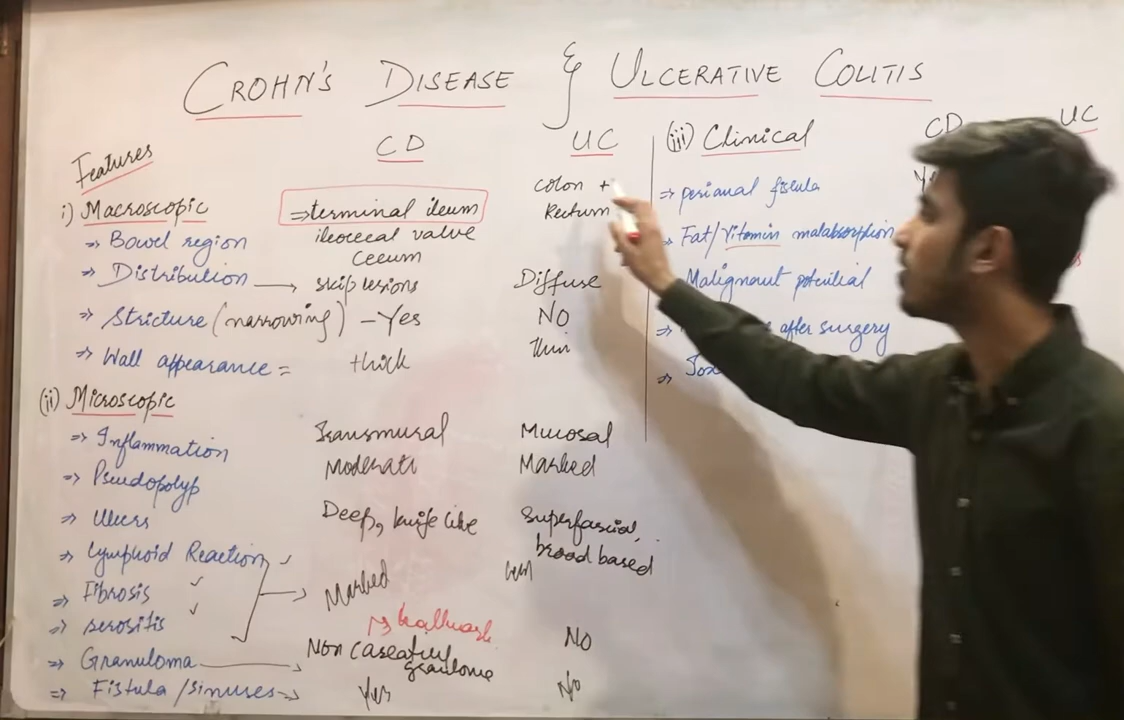 CROHN'S DISEASE & ULCERATIVE COLITIS
Features CD UC
i) Macroscopic
⇒ Bowel region ⇒terminal ileum colon +
ileocecal valve Rectum
ceeum
⇒ Distribution → skip lesions Diffuse
⇒ Stricture (narrowing) - Yes NO
⇒ Wall appearance = thick thin
(ii) Microscopic
⇒ Inflammation Transmural Mucosal
⇒ Pseudopolyp Moderate Marked
⇒ Ulcers Deep, knife like Superfascial,
broad based
⇒ Lymphoid Reaction ✓
⇒ Fibrosis ✓ → Marked
⇒ serositis ✓
↳ hallmark
⇒ Granuloma → Non caseating No
granuloma
⇒ Fistula /sinuses → Yes No
(iii) Clinical CD UC
⇒ perianal fistula
⇒ Fat/Vitamin malabsorption
Malignant potential
⇒ after surgery
⇒